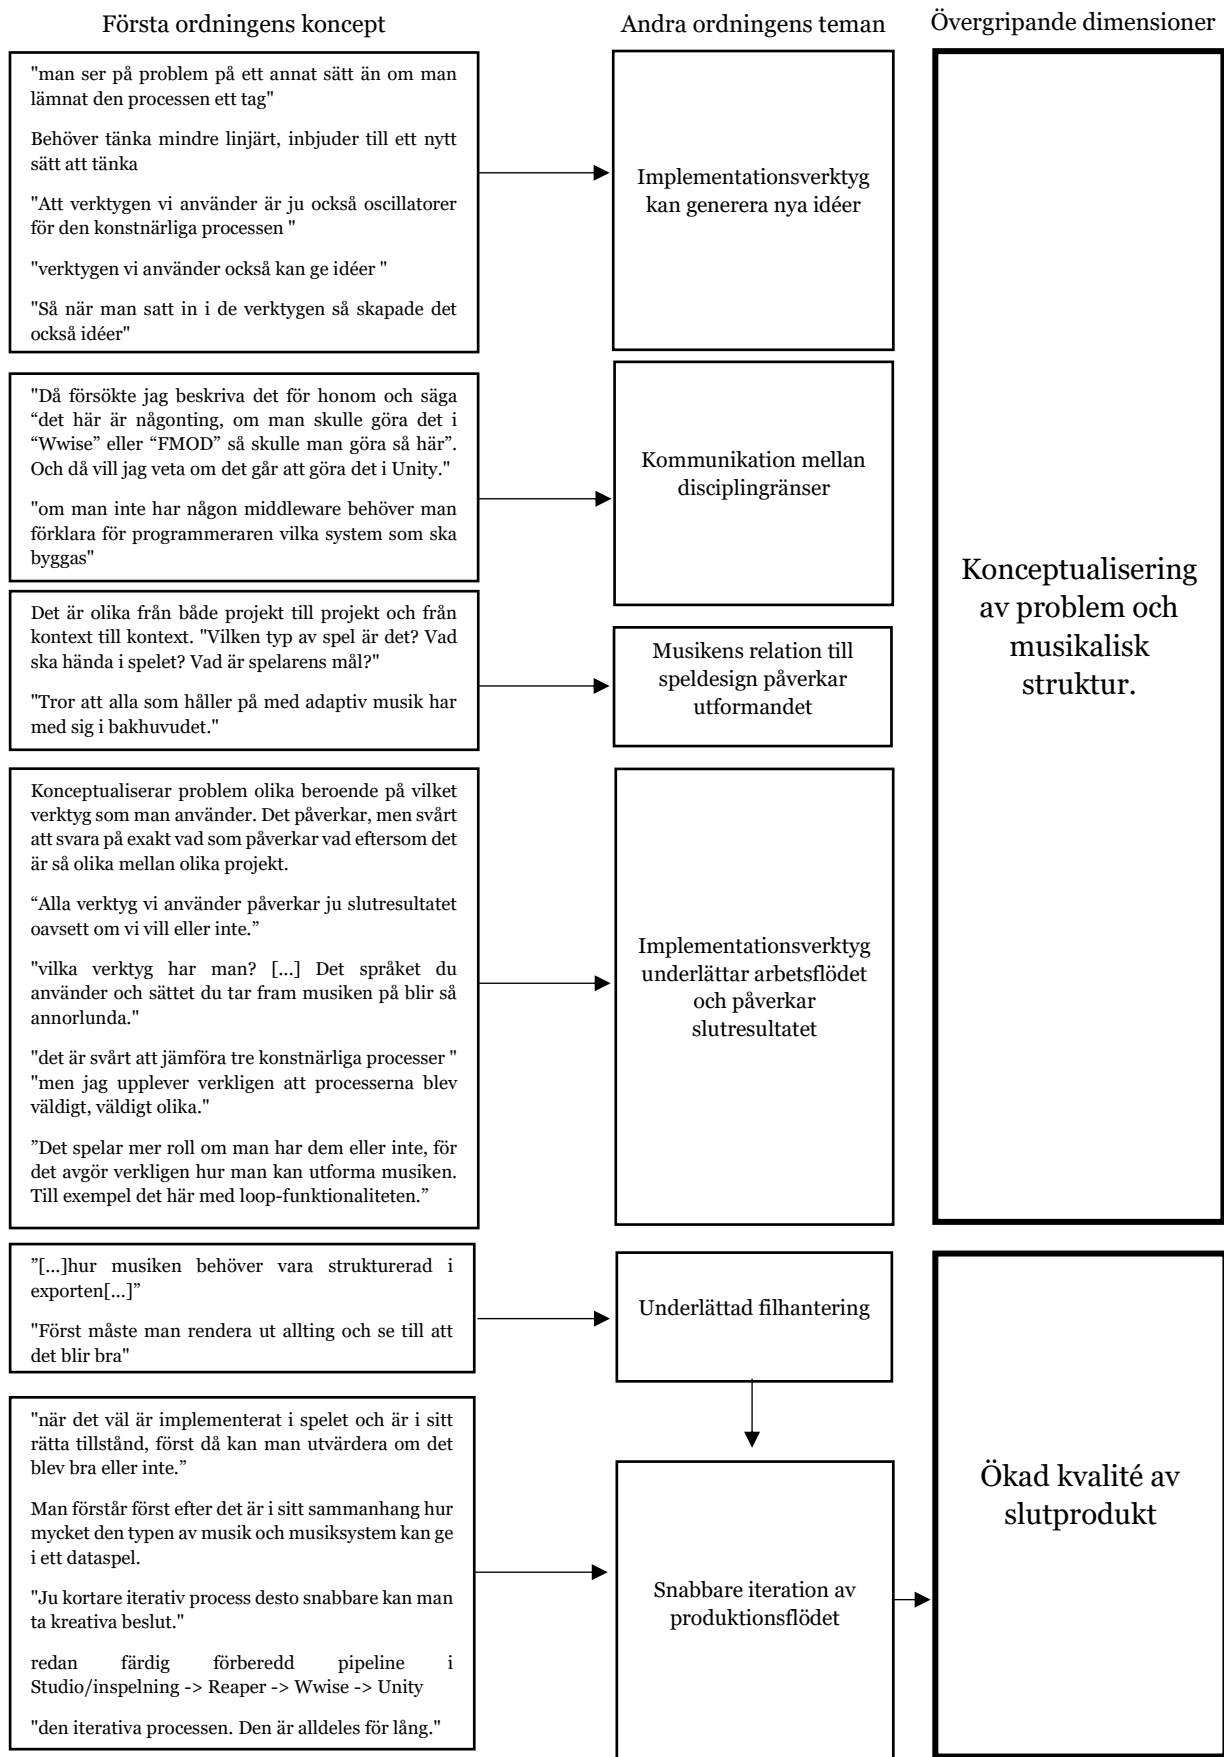 Första ordningens koncept
Andra ordningens teman
Övergripande dimensioner
"man ser på problem på ett annat sätt än om man
lämnat den processen ett tag"
Behöver tänka mindre linjärt, inbjuder till ett nytt
sätt att tänka
"Att verktygen vi använder är ju också oscillatorer
för den konstnärliga processen "
"verktygen vi använder också kan ge idéer "
"Så när man satt in i de verktygen så skapade det
också idéer"
Implementationsverktyg
kan generera nya idéer
"Då försökte jag beskriva det för honom och säga
“det här är någonting, om man skulle göra det i
“Wwise” eller “FMOD” så skulle man göra så här”.
Och då vill jag veta om det går att göra det i Unity."
"om man inte har någon middleware behöver man
förklara för programmeraren vilka system som ska
byggas"
Kommunikation mellan
disciplingränser
Det är olika från både projekt till projekt och från
kontext till kontext. "Vilken typ av spel är det? Vad
ska hända i spelet? Vad är spelarens mål?"
"Tror att alla som håller på med adaptiv musik har
med sig i bakhuvudet."
Musikens relation till
speldesign påverkar
utformandet
Konceptualiserar problem olika beroende på vilket
verktyg som man använder. Det påverkar, men svårt
att svara på exakt vad som påverkar vad eftersom det
är så olika mellan olika projekt.
“Alla verktyg vi använder påverkar ju slutresultatet
oavsett om vi vill eller inte.”
"vilka verktyg har man? [...] Det språket du
använder och sättet du tar fram musiken på blir så
annorlunda."
"det är svårt att jämföra tre konstnärliga processer "
"men jag upplever verkligen att processerna blev
väldigt, väldigt olika."
”Det spelar mer roll om man har dem eller inte, för
det avgör verkligen hur man kan utforma musiken.
Till exempel det här med loop-funktionaliteten.”
Implementationsverktyg
underlättar arbetsflödet
och påverkar
slutresultatet
Konceptualisering
av problem och
musikalisk
struktur.
”[...]hur musiken behöver vara strukturerad i
exporten[...]”
"Först måste man rendera ut allting och se till att
det blir bra"
Underlättad filhantering
"när det väl är implementerat i spelet och är i sitt
rätta tillstånd, först då kan man utvärdera om det
blev bra eller inte.”
Man förstår först efter det är i sitt sammanhang hur
mycket den typen av musik och musiksystem kan ge
i ett dataspel.
"Ju kortare iterativ process desto snabbare kan man
ta kreativa beslut."
redan färdig förberedd pipeline i
Studio/inspelning -> Reaper -> Wwise -> Unity
"den iterativa processen. Den är alldeles för lång."
Snabbare iteration av
produktionsflödet
Ökad kvalité av
slutprodukt